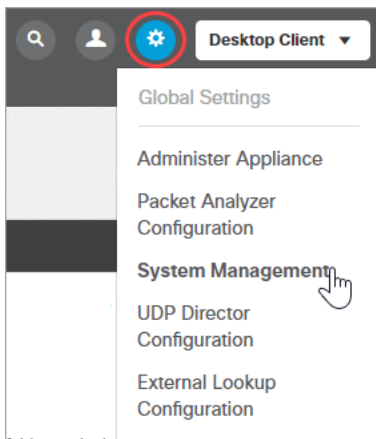 Desktop Client
Global Settings
Administer Appliance
Packet Analyzer
Configuration
System Management
UDP Director
Configuration
External Lookup
Configuration